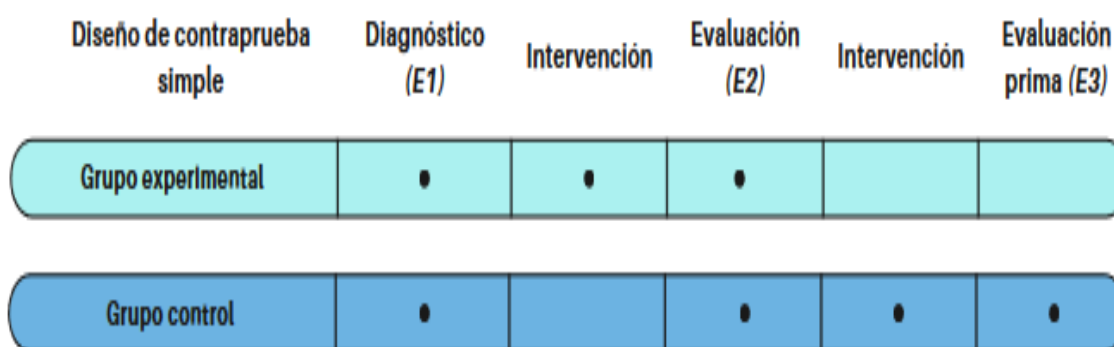 Diseño de contraprueba
simple
Diagnóstico
(E1)
Intervención
Evaluación
(E2)
Intervención
Evaluación
prima (E3)
Grupo experimental
Grupo control